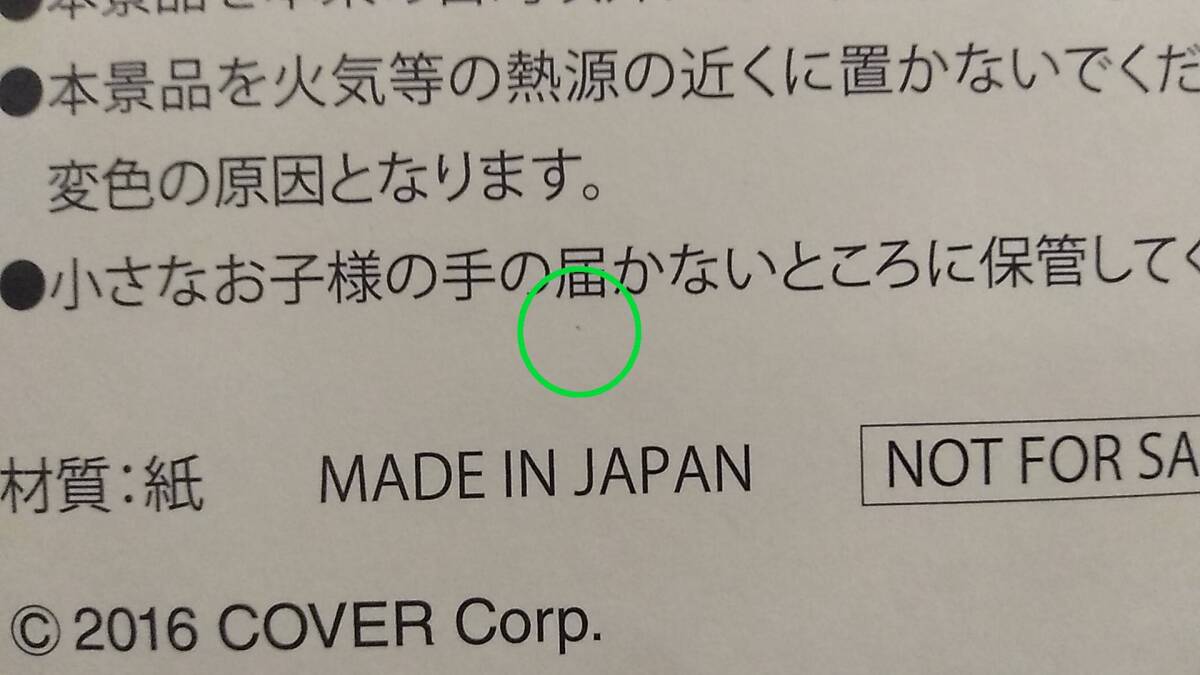 ●本景品を火気等の熱源の近くに置かないでくだ
変色の原因となります。
●小さなお子様の手の届かないところに保管してく
材質：紙 MADE IN JAPAN NOT FOR SA
© 2016 COVER Corp.